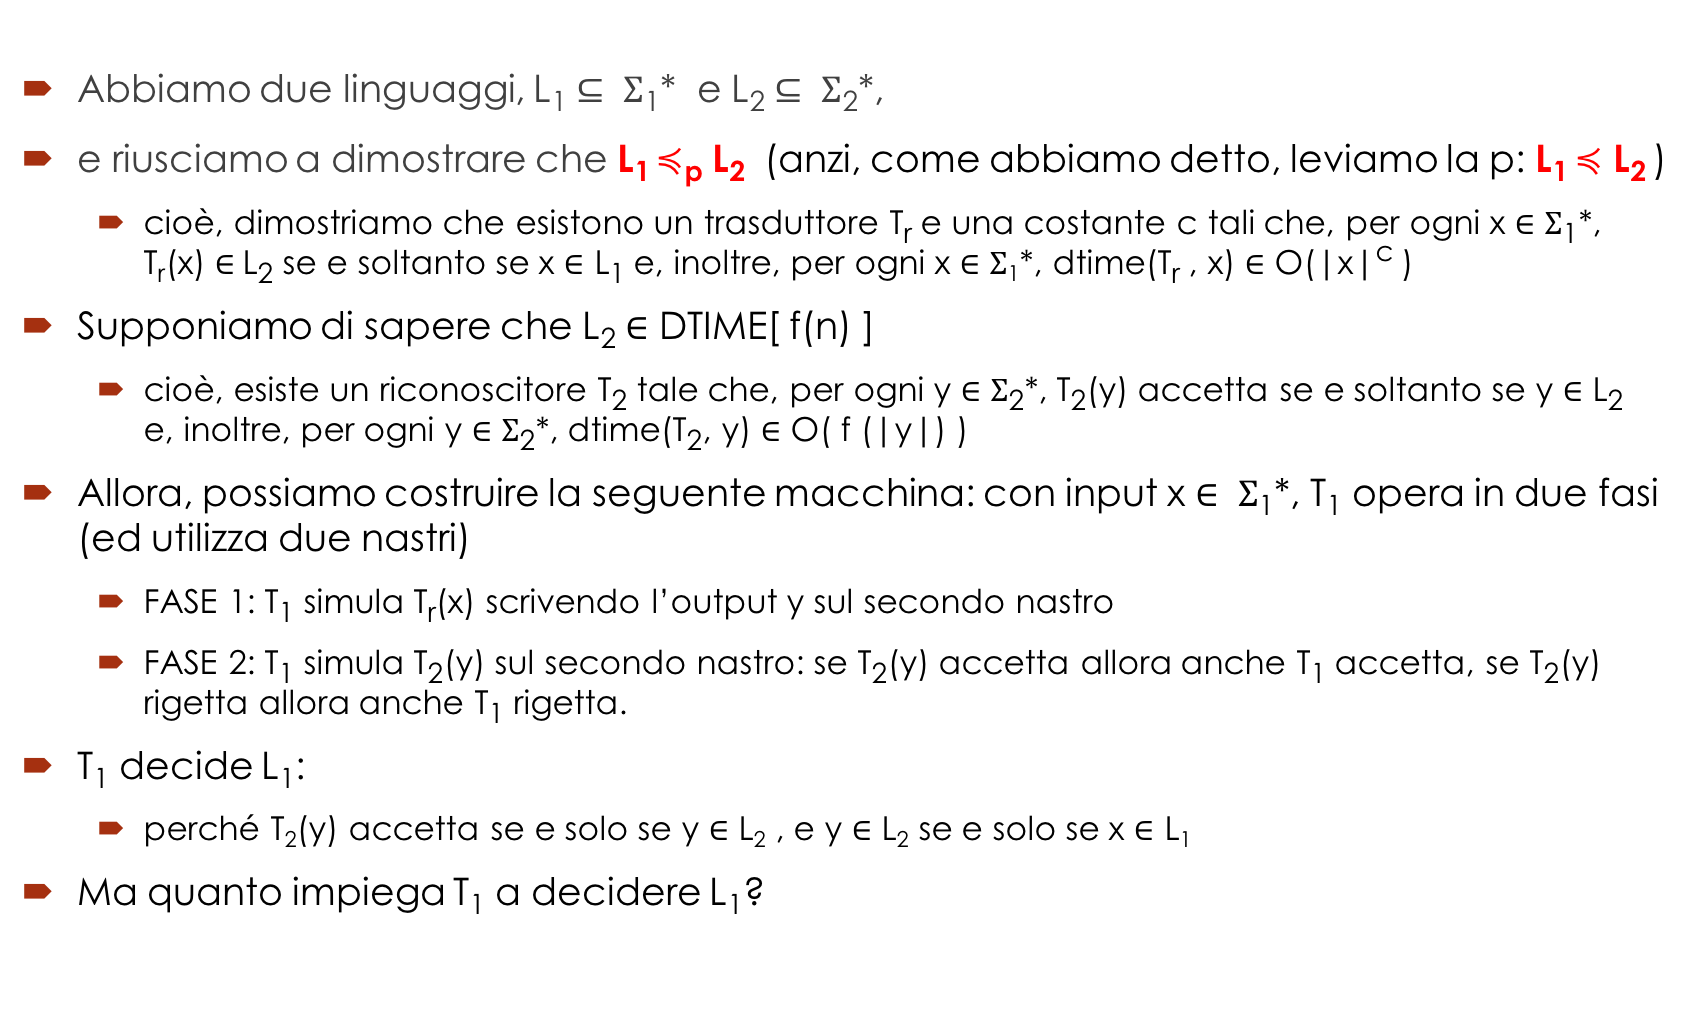 Abbiamo due linguaggi, L₁ ⊆ Σ₁* e L₂ ⊆ Σ₂*,
e riusciamo a dimostrare che L₁ ≼ₚ L₂ (anzi, come abbiamo detto, leviamo la p: L₁ ≼ L₂ )
cioè, dimostriamo che esistono un trasduttore Tᵣ e una costante c tali che, per ogni x ∈ Σ₁*,
Tᵣ(x) ∈ L₂ se e soltanto se x ∈ L₁ e, inoltre, per ogni x ∈ Σ₁*, dtime(Tᵣ , x) ∈ O(|x|ᶜ )
Supponiamo di sapere che L₂ ∈ DTIME[ f(n) ]
cioè, esiste un riconoscitore T₂ tale che, per ogni y ∈ Σ₂*, T₂(y) accetta se e soltanto se y ∈ L₂
e, inoltre, per ogni y ∈ Σ₂*, dtime(T₂, y) ∈ O( f (|y|) )
Allora, possiamo costruire la seguente macchina: con input x ∈ Σ₁*, T₁ opera in due fasi
(ed utilizza due nastri)
FASE 1: T₁ simula Tᵣ(x) scrivendo l’output y sul secondo nastro
FASE 2: T₁ simula T₂(y) sul secondo nastro: se T₂(y) accetta allora anche T₁ accetta, se T₂(y)
rigetta allora anche T₁ rigetta.
T₁ decide L₁:
perché T₂(y) accetta se e solo se y ∈ L₂ , e y ∈ L₂ se e solo se x ∈ L₁
Ma quanto impiega T₁ a decidere L₁?